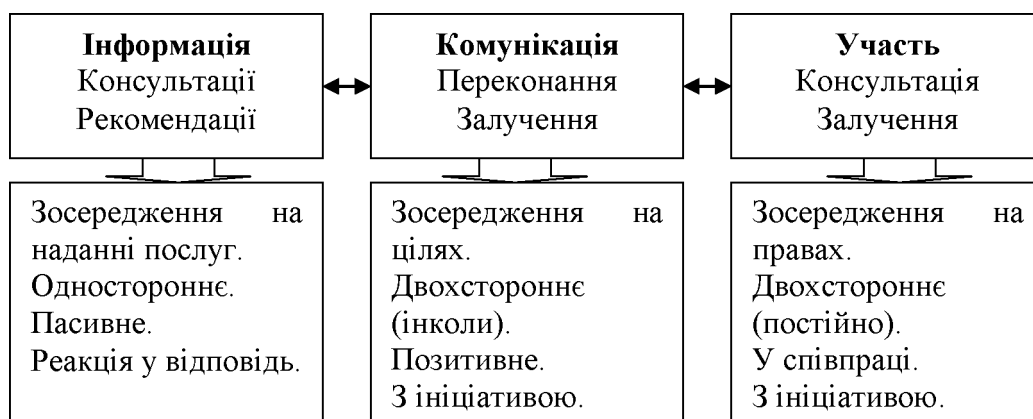 Інформація
Консультації
Рекомендації
Комунікація
Переконання
Залучення
Участь
Консультація
Залучення
Зосередження на
наданні послуг.
Одностороннє.
Пасивне.
Реакція у відповідь.
Зосередження на
цілях.
Двохстороннє
(інколи).
Позитивне.
З ініціативою.
Зосередження на
правах.
Двохстороннє
(постійно).
У співпраці.
З ініціативою.